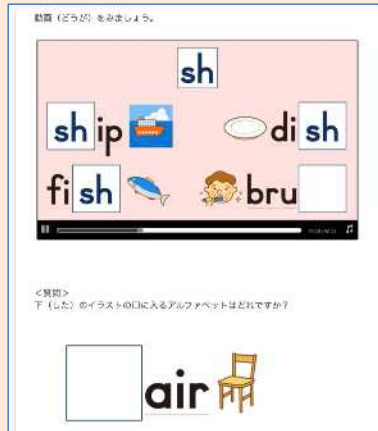 動画（どうが）をみましょう。
sh
ship
dish
fish
bru
＜質問＞
下（した）のイラストの口に入るアルファベットはどれですか？
air